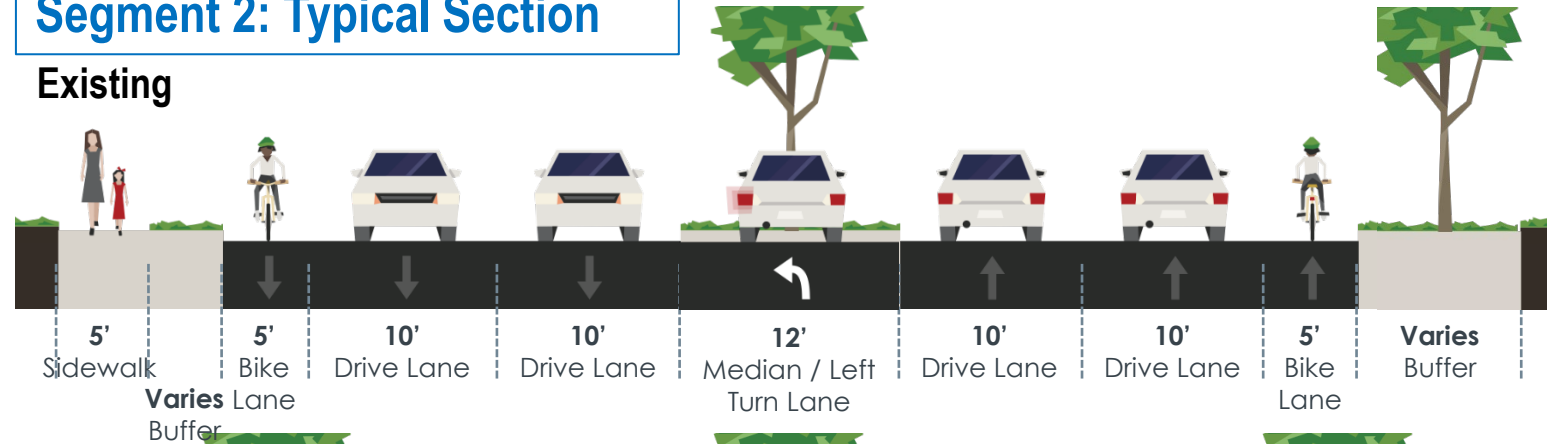 Segment 2: Typical Section
Existing
5’
Sidewalk
Varies
Buffer
5’
Bike
Lane
10’
Drive Lane
10’
Drive Lane
12’
Median / Left
Turn Lane
10’
Drive Lane
10’
Drive Lane
5’
Bike
Lane
Varies
Buffer